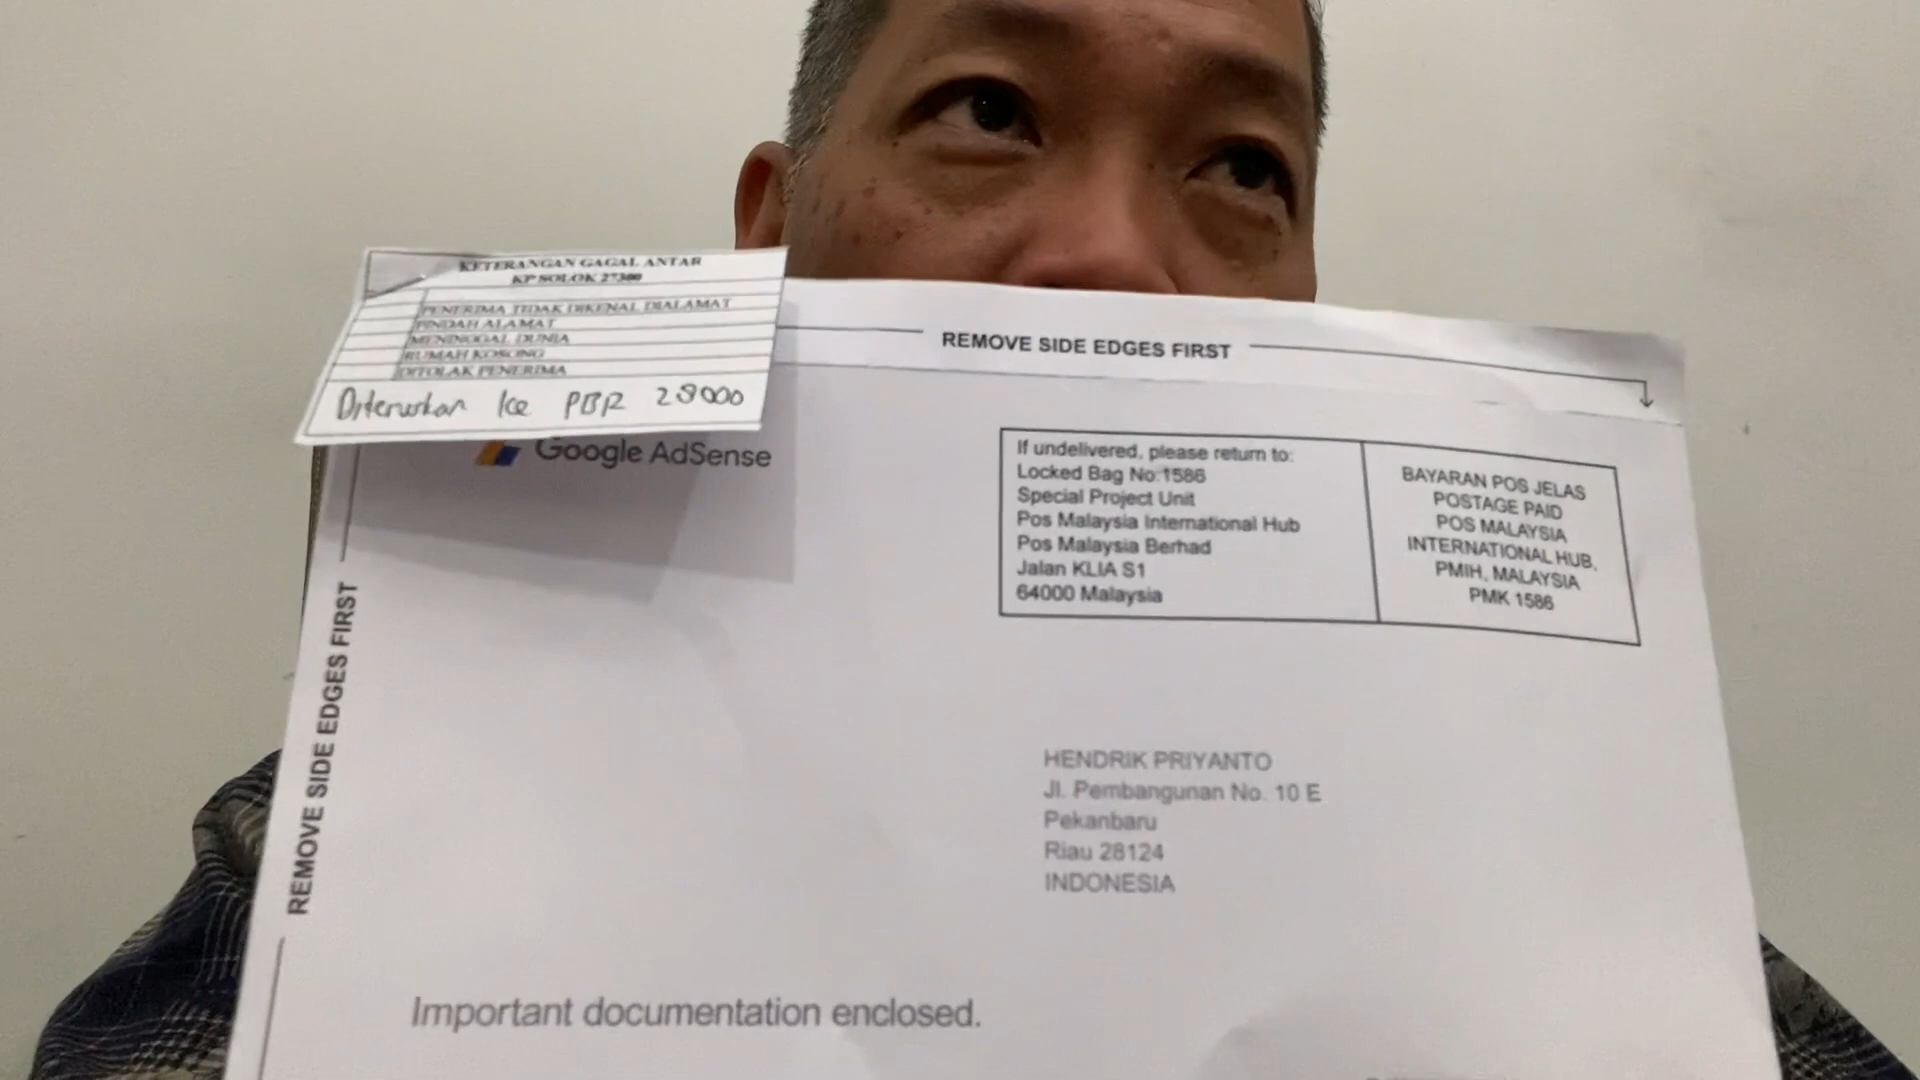 KETERANGAN GAGAL ANTAR
KP SOLOK 27300
PENERIMA TIDAK DIKENAL DIALAMAT
PINDAH ALAMAT
MENINGGAL DUNIA
RUMAH KOSONG
DITOLAK PENERIMA
Diteruskan ke PBR 28000
REMOVE SIDE EDGES FIRST
Google AdSense
If undelivered, please return to:
Locked Bag No:1586
Special Project Unit
Pos Malaysia International Hub
Pos Malaysia Berhad
Jalan KLIA S1
64000 Malaysia
BAYARAN POS JELAS
POSTAGE PAID
POS MALAYSIA
INTERNATIONAL HUB,
PMIH, MALAYSIA
PMK 1586
REMOVE SIDE EDGES FIRST
HENDRIK PRIYANTO
Jl. Pembangunan No. 10 E
Pekanbaru
Riau 28124
INDONESIA
Important documentation enclosed.